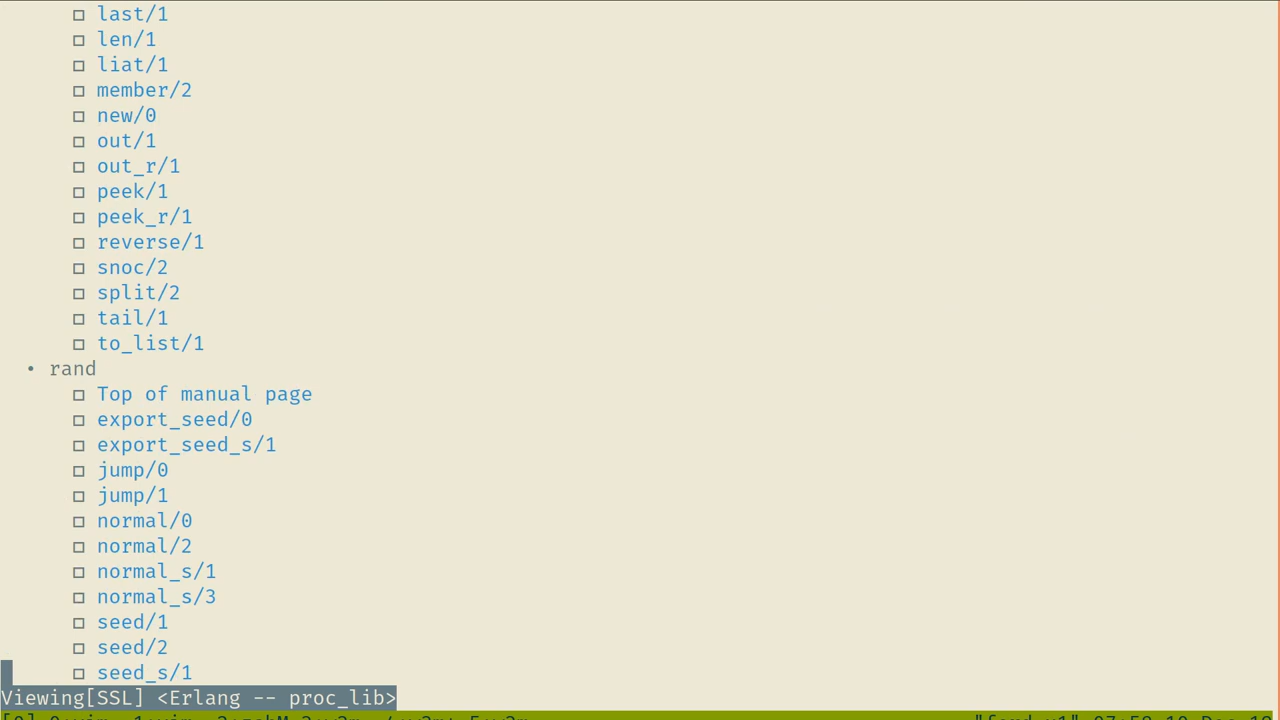 last/1
len/1
liat/1
member/2
new/0
out/1
out_r/1
peek/1
peek_r/1
reverse/1
snoc/2
split/2
tail/1
to_list/1
• rand
Top of manual page
export_seed/0
export_seed_s/1
jump/0
jump/1
normal/0
normal/2
normal_s/1
normal_s/3
seed/1
seed/2
seed_s/1
Viewing[SSL] <Erlang -- proc_lib>